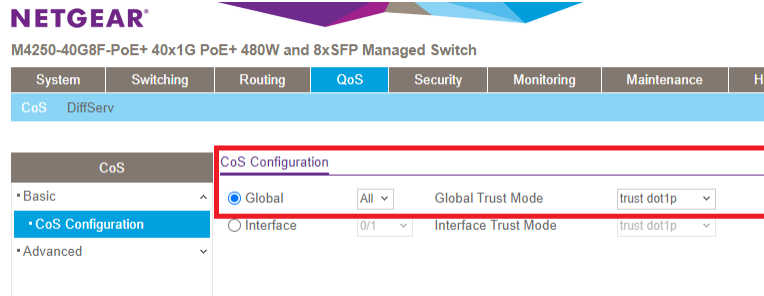 NETGEAR®
M4250-40G8F-PoE+ 40x1G PoE+ 480W and 8xSFP Managed Switch
System Switching Routing QoS Security Monitoring Maintenance H
CoS DiffServ
CoS CoS Configuration
Basic Global All Global Trust Mode trust dot1p
CoS Configuration Interface 0/1 Interface Trust Mode trust dot1p
Advanced